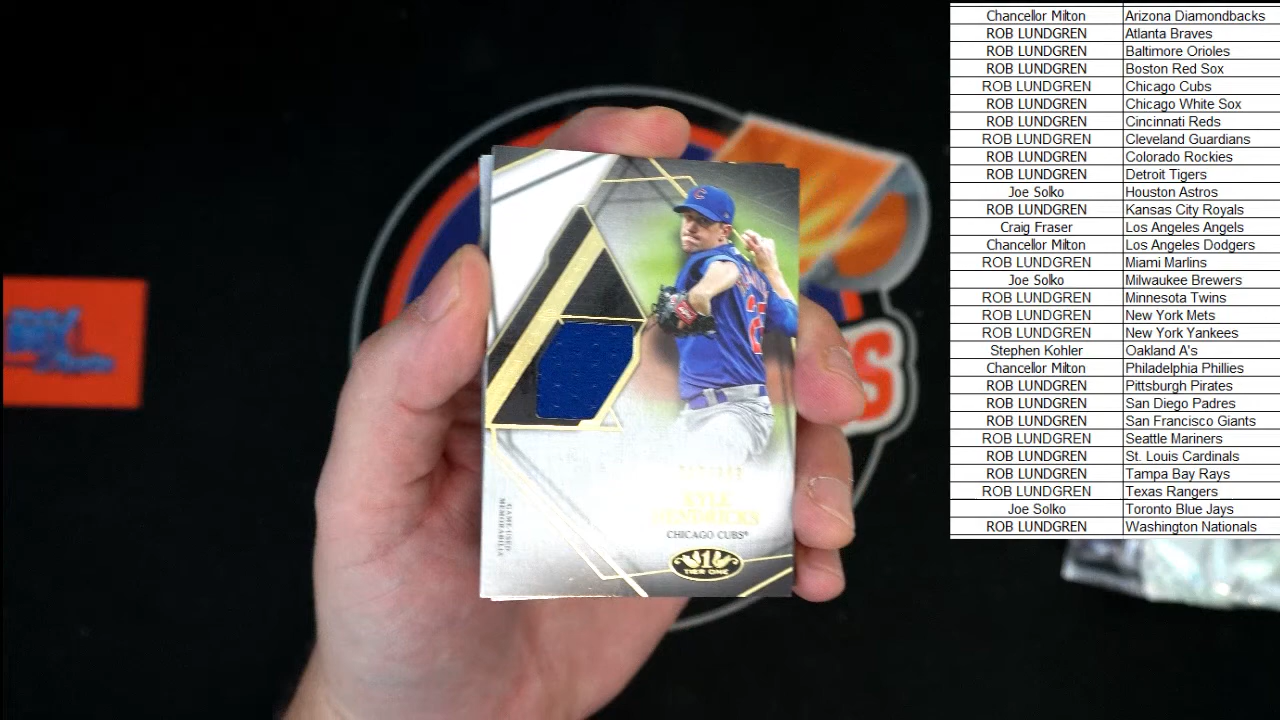 Chancellor Milton Arizona Diamondbacks
ROB LUNDGREN Atlanta Braves
ROB LUNDGREN Baltimore Orioles
ROB LUNDGREN Boston Red Sox
ROB LUNDGREN Chicago Cubs
ROB LUNDGREN Chicago White Sox
ROB LUNDGREN Cincinnati Reds
ROB LUNDGREN Cleveland Guardians
ROB LUNDGREN Colorado Rockies
ROB LUNDGREN Detroit Tigers
Joe Solko Houston Astros
ROB LUNDGREN Kansas City Royals
Craig Fraser Los Angeles Angels
Chancellor Milton Los Angeles Dodgers
ROB LUNDGREN Miami Marlins
Joe Solko Milwaukee Brewers
ROB LUNDGREN Minnesota Twins
ROB LUNDGREN New York Mets
ROB LUNDGREN New York Yankees
Stephen Kohler Oakland A's
Chancellor Milton Philadelphia Phillies
ROB LUNDGREN Pittsburgh Pirates
ROB LUNDGREN San Diego Padres
ROB LUNDGREN San Francisco Giants
ROB LUNDGREN Seattle Mariners
ROB LUNDGREN St. Louis Cardinals
ROB LUNDGREN Tampa Bay Rays
ROB LUNDGREN Texas Rangers
Joe Solko Toronto Blue Jays
ROB LUNDGREN Washington Nationals
C
KYLE
HENDRICKS
CHICAGO CUBS
1
TIER ONE
GAME-USED
MEMORABILIA